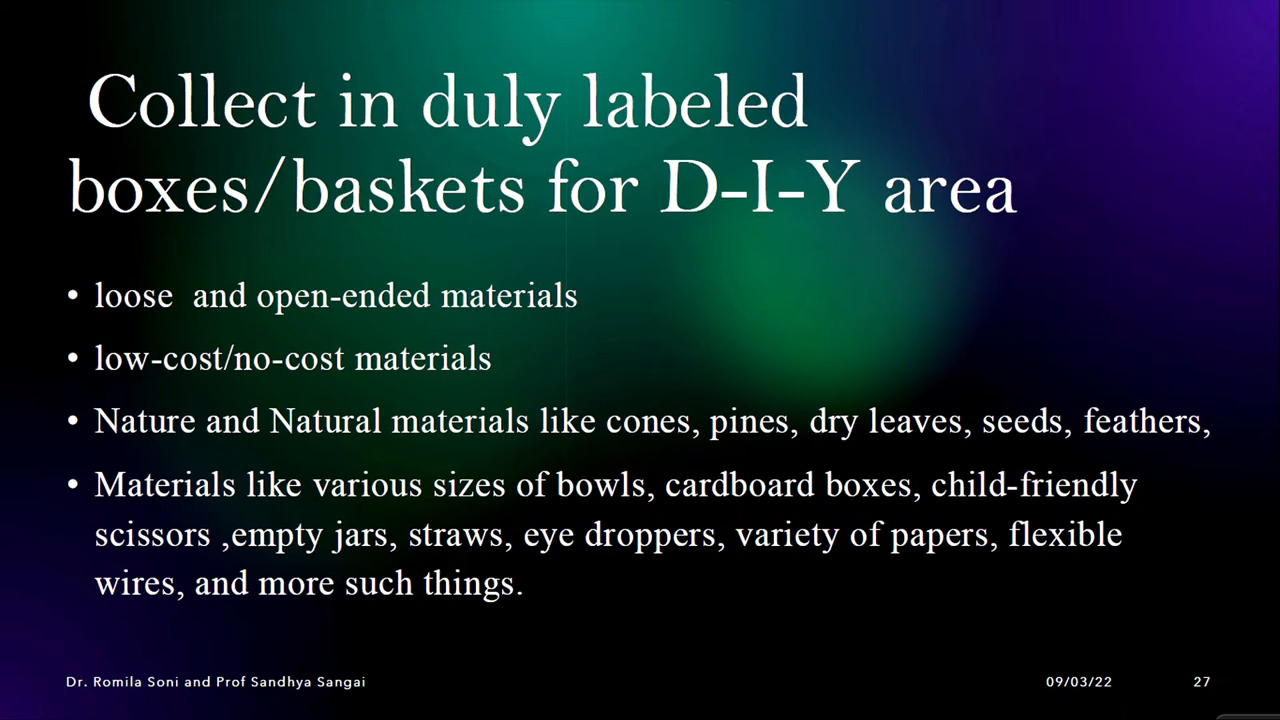 Collect in duly labeled
boxes/baskets for D-I-Y area
• loose  and open-ended materials
• low-cost/no-cost materials
• Nature and Natural materials like cones, pines, dry leaves, seeds, feathers,
• Materials like various sizes of bowls, cardboard boxes, child-friendly
scissors ,empty jars, straws, eye droppers, variety of papers, flexible
wires, and more such things.
Dr. Romila Soni and Prof Sandhya Sangai
09/03/22
27